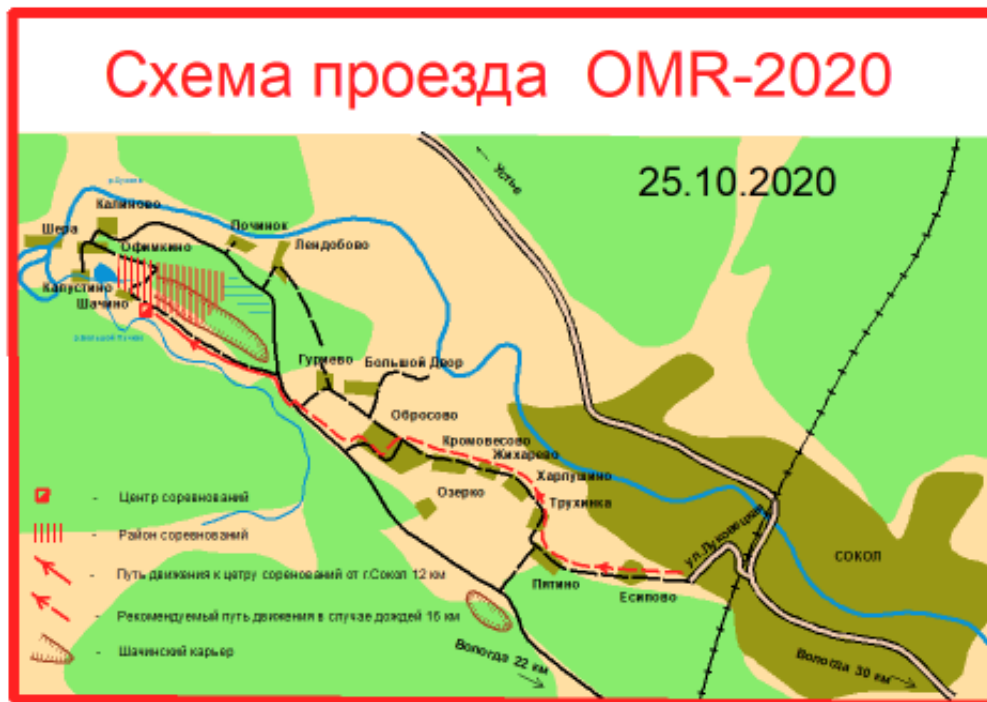 Схема проезда OMR-2020
25.10.2020
Устье
Калиново
Шера
Починок
Офимкино
Лендобово
Капустино
Шачино
Гуриево
Большой Двор
Обросово
Кромовесово
Жихарево
Харлушино
Озерко
Трухинка
ул.Луковецкая
СОКОЛ
Пятино
Есипово
Вологда 22 км
Вологда 30 км
- Центр соревнований
- Район соревнований
- Путь движения к цетру соренований от г.Сокол 12 км
- Рекомендуемый путь движения в случае дождей 16 км
- Шачинский карьер